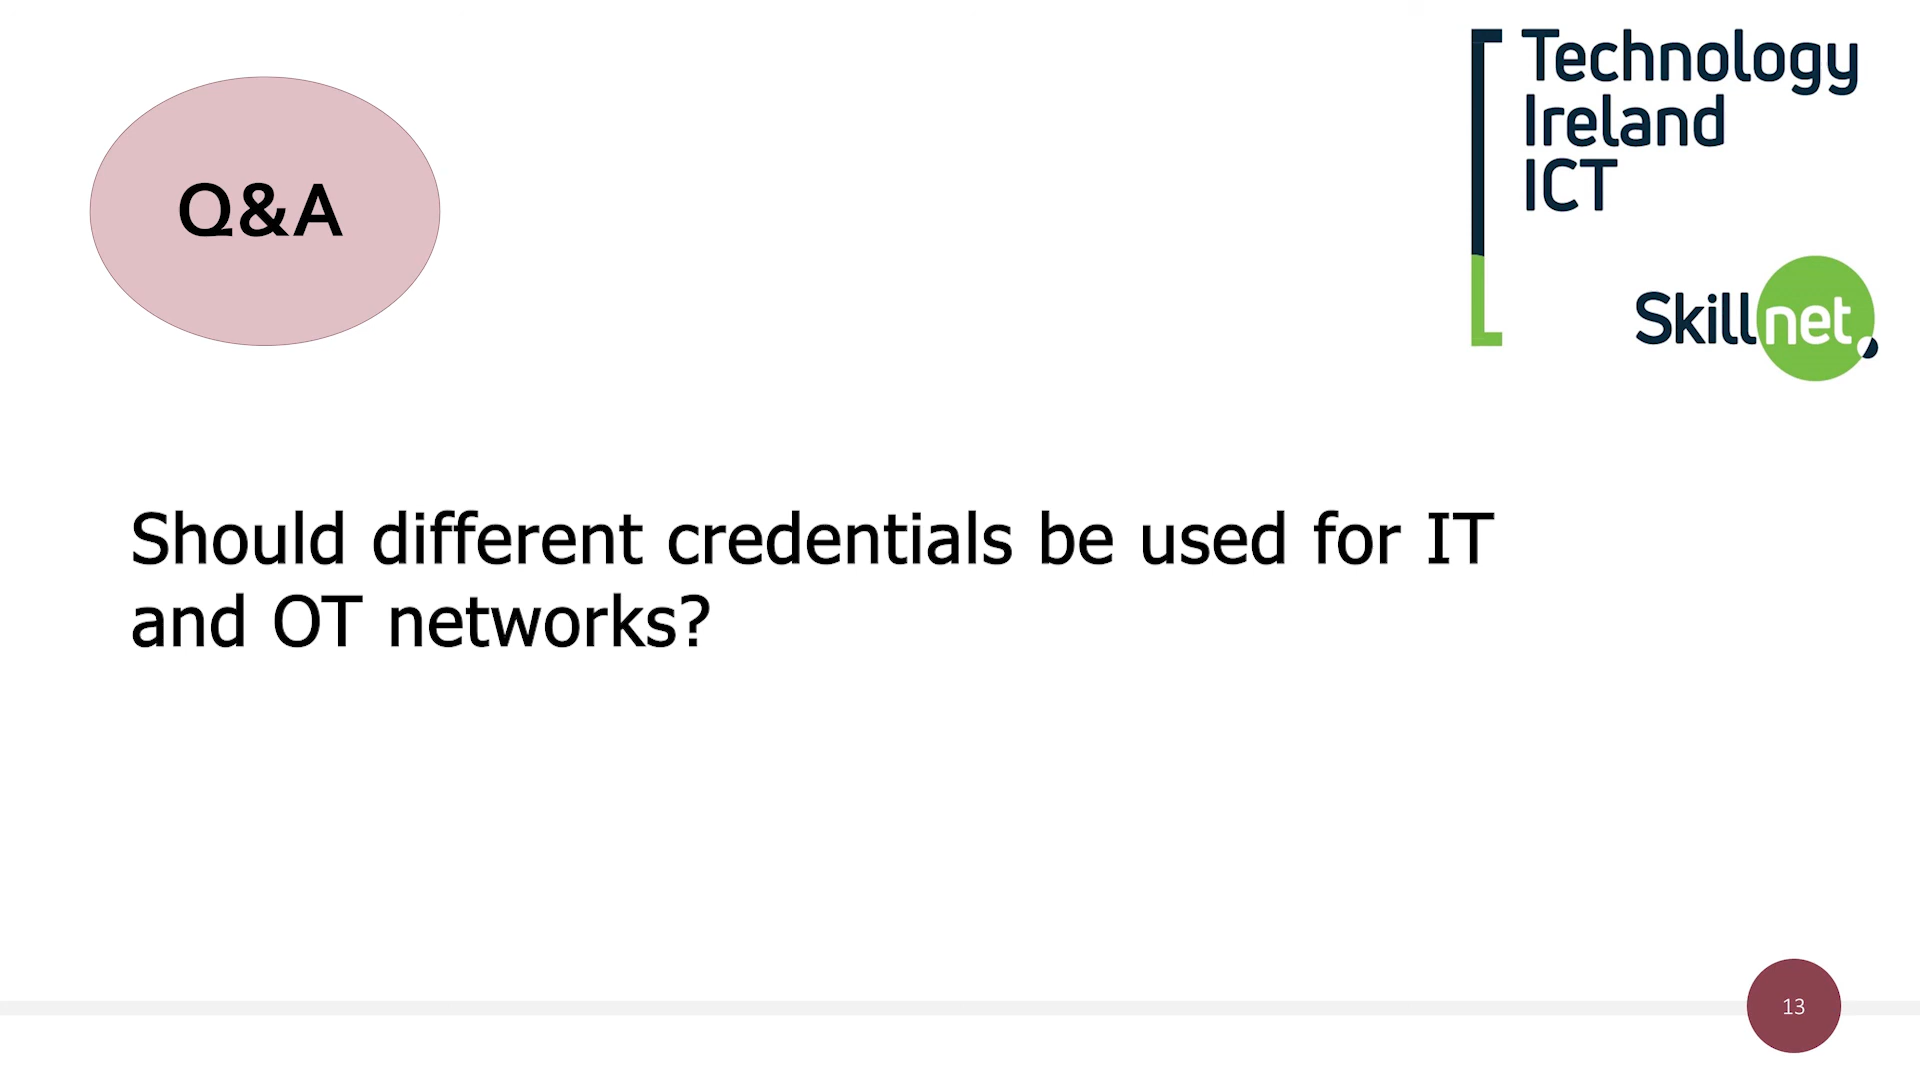 Technology
Ireland
ICT
Skillnet
Q&A
Should different credentials be used for IT
and OT networks?
13